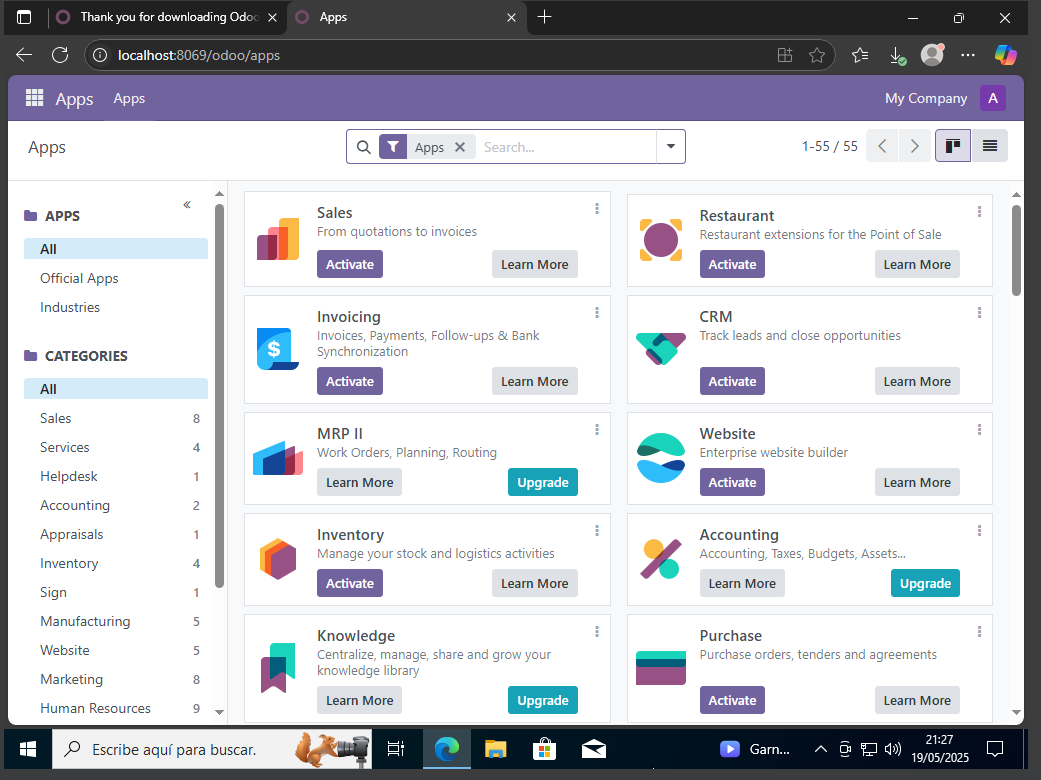 Thank you for downloading Odoo
Apps
localhost:8069/odoo/apps
Apps
Apps
My Company
A
Apps
Apps
Search...
1-55 / 55
APPS
All
Official Apps
Industries
CATEGORIES
All
Sales 8
Services 4
Helpdesk 1
Accounting 2
Appraisals 1
Inventory 4
Sign 1
Manufacturing 5
Website 5
Marketing 8
Human Resources 9
Sales
From quotations to invoices
Activate
Learn More
Restaurant
Restaurant extensions for the Point of Sale
Activate
Learn More
Invoicing
Invoices, Payments, Follow-ups & Bank
Synchronization
Activate
Learn More
CRM
Track leads and close opportunities
Activate
Learn More
MRP II
Work Orders, Planning, Routing
Learn More
Upgrade
Website
Enterprise website builder
Activate
Learn More
Inventory
Manage your stock and logistics activities
Activate
Learn More
Accounting
Accounting, Taxes, Budgets, Assets...
Learn More
Upgrade
Knowledge
Centralize, manage, share and grow your
knowledge library
Learn More
Upgrade
Purchase
Purchase orders, tenders and agreements
Activate
Learn More
Escribe aquí para buscar.
Garn...
21:27
19/05/2025